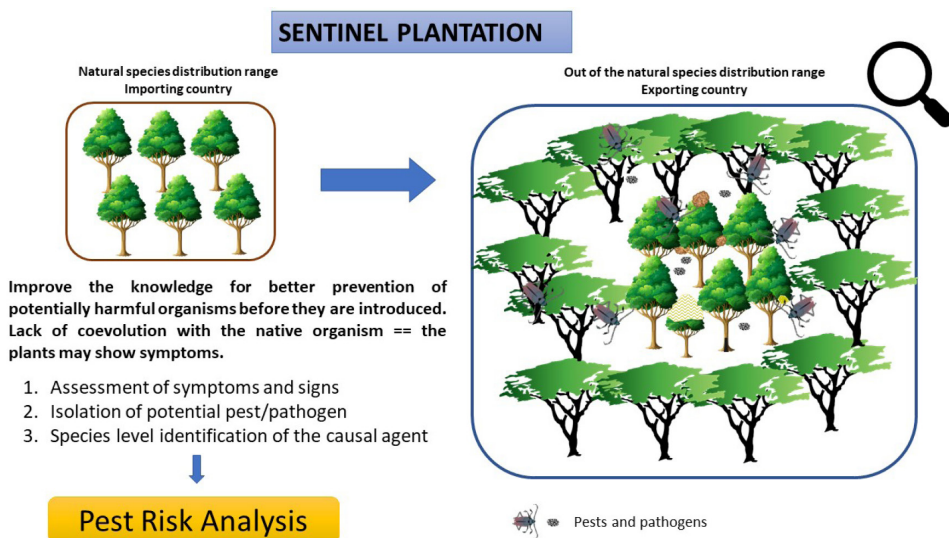 SENTINEL PLANTATION
Natural species distribution range
Importing country
Out of the natural species distribution range
Exporting country
Improve the knowledge for better prevention of
potentially harmful organisms before they are introduced.
Lack of coevolution with the native organism == the
plants may show symptoms.
1. Assessment of symptoms and signs
2. Isolation of potential pest/pathogen
3. Species level identification of the causal agent
Pest Risk Analysis
Pests and pathogens